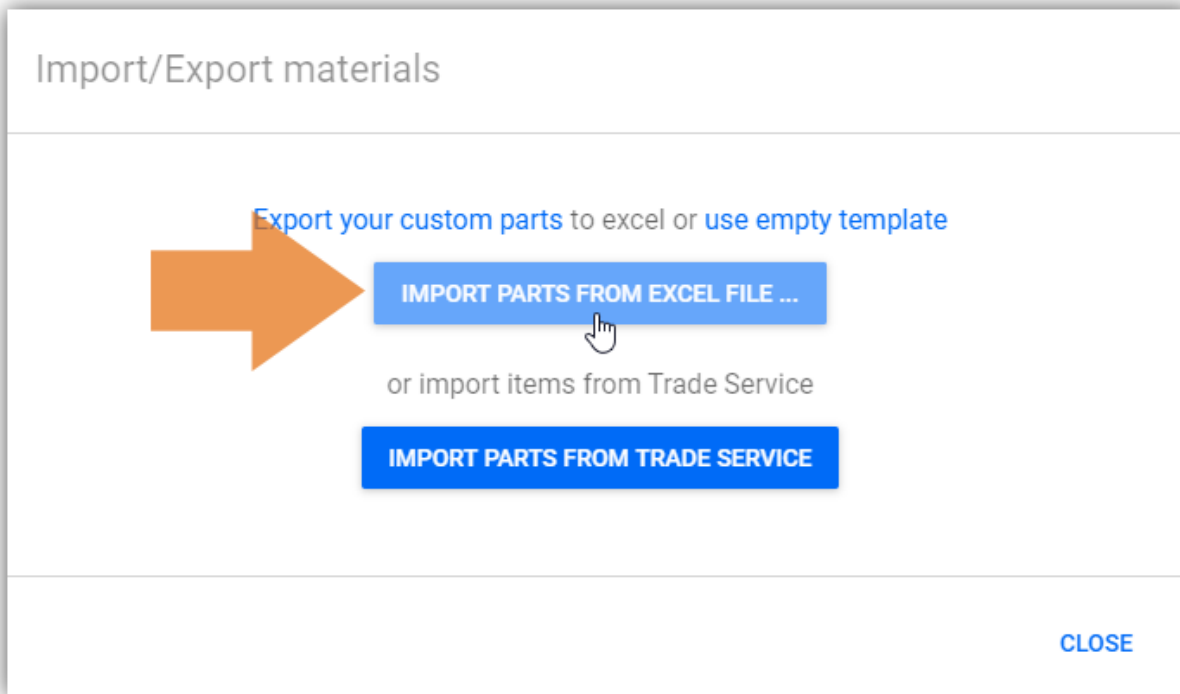 Import/Export materials
Export your custom parts to excel or use empty template
IMPORT PARTS FROM EXCEL FILE ...
or import items from Trade Service
IMPORT PARTS FROM TRADE SERVICE
CLOSE